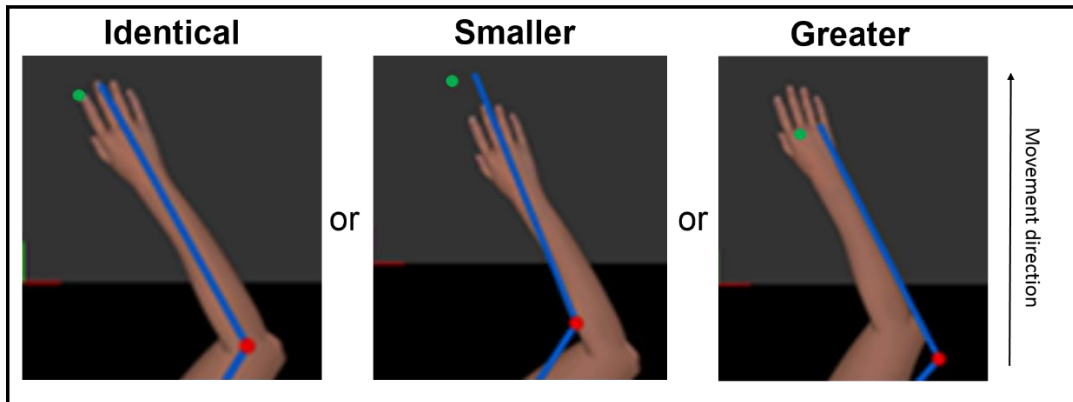 Identical
Smaller
Greater
or
or
Movement direction